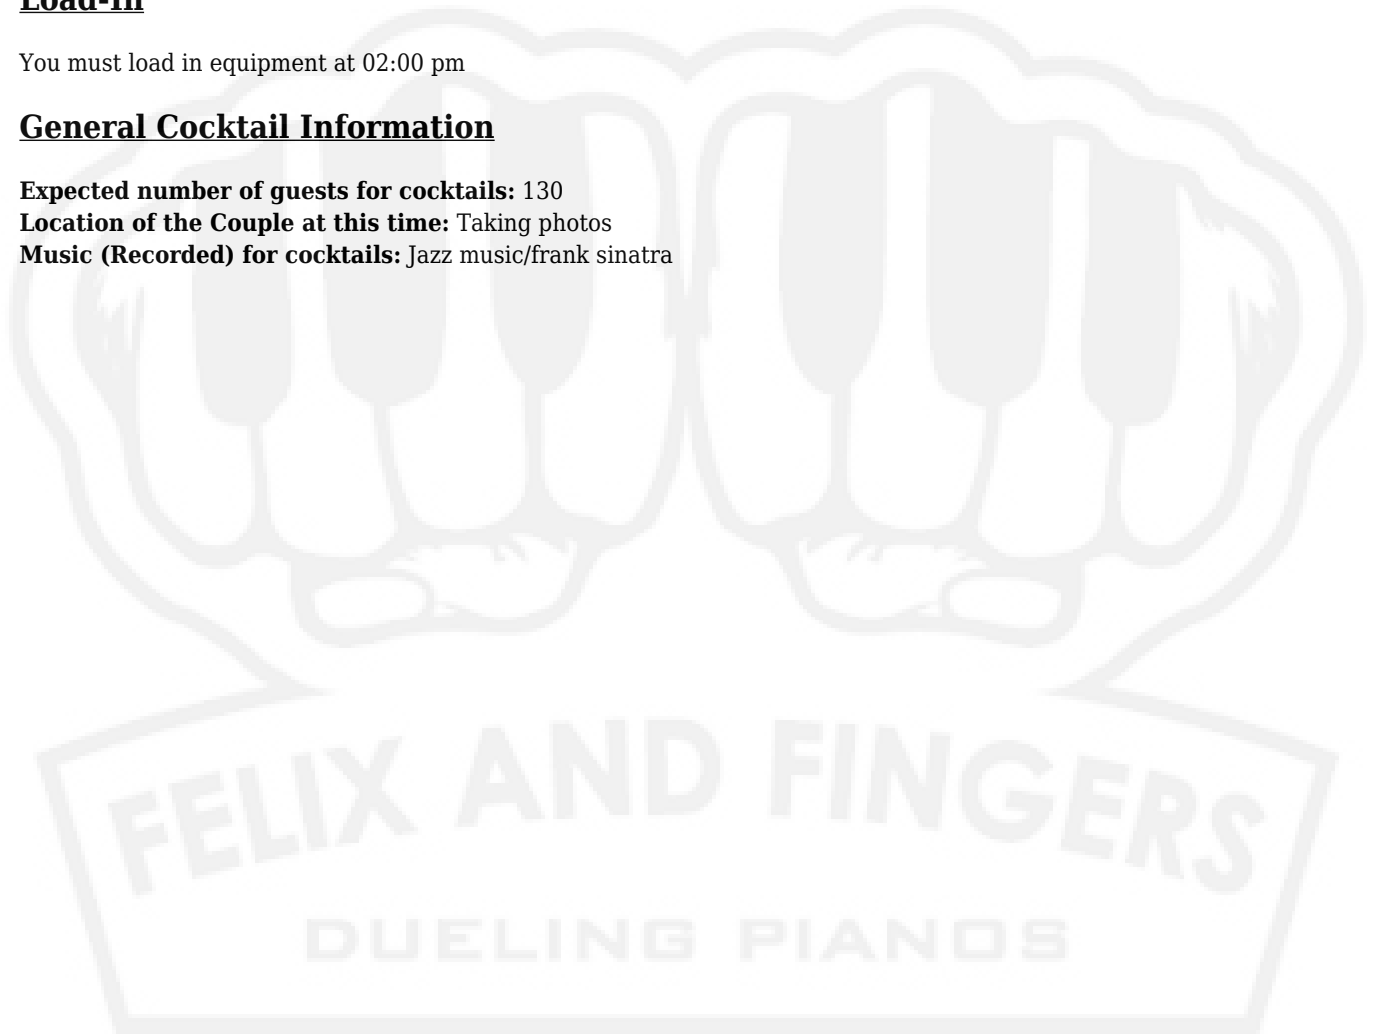 Load-In
You must load in equipment at 02:00 pm
General Cocktail Information
Expected number of guests for cocktails: 130
Location of the Couple at this time: Taking photos
Music (Recorded) for cocktails: Jazz music/frank sinatra
FELIX AND FINGERS
DUELING PIANOS